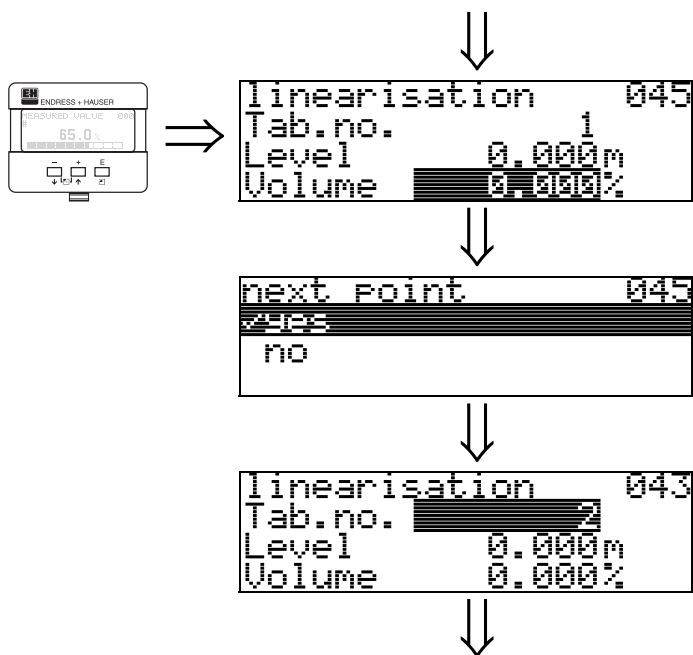 E+H
ENDRESS + HAUSER
MEASURED VALUE 000
#
65.0 %
- + E
linearisation 045
Tab.no. 1
Level 0.000m
Volume 0.000%
next point 045
✓yes
no
linearisation 043
Tab.no. 2
Level 0.000m
Volume 0.000%